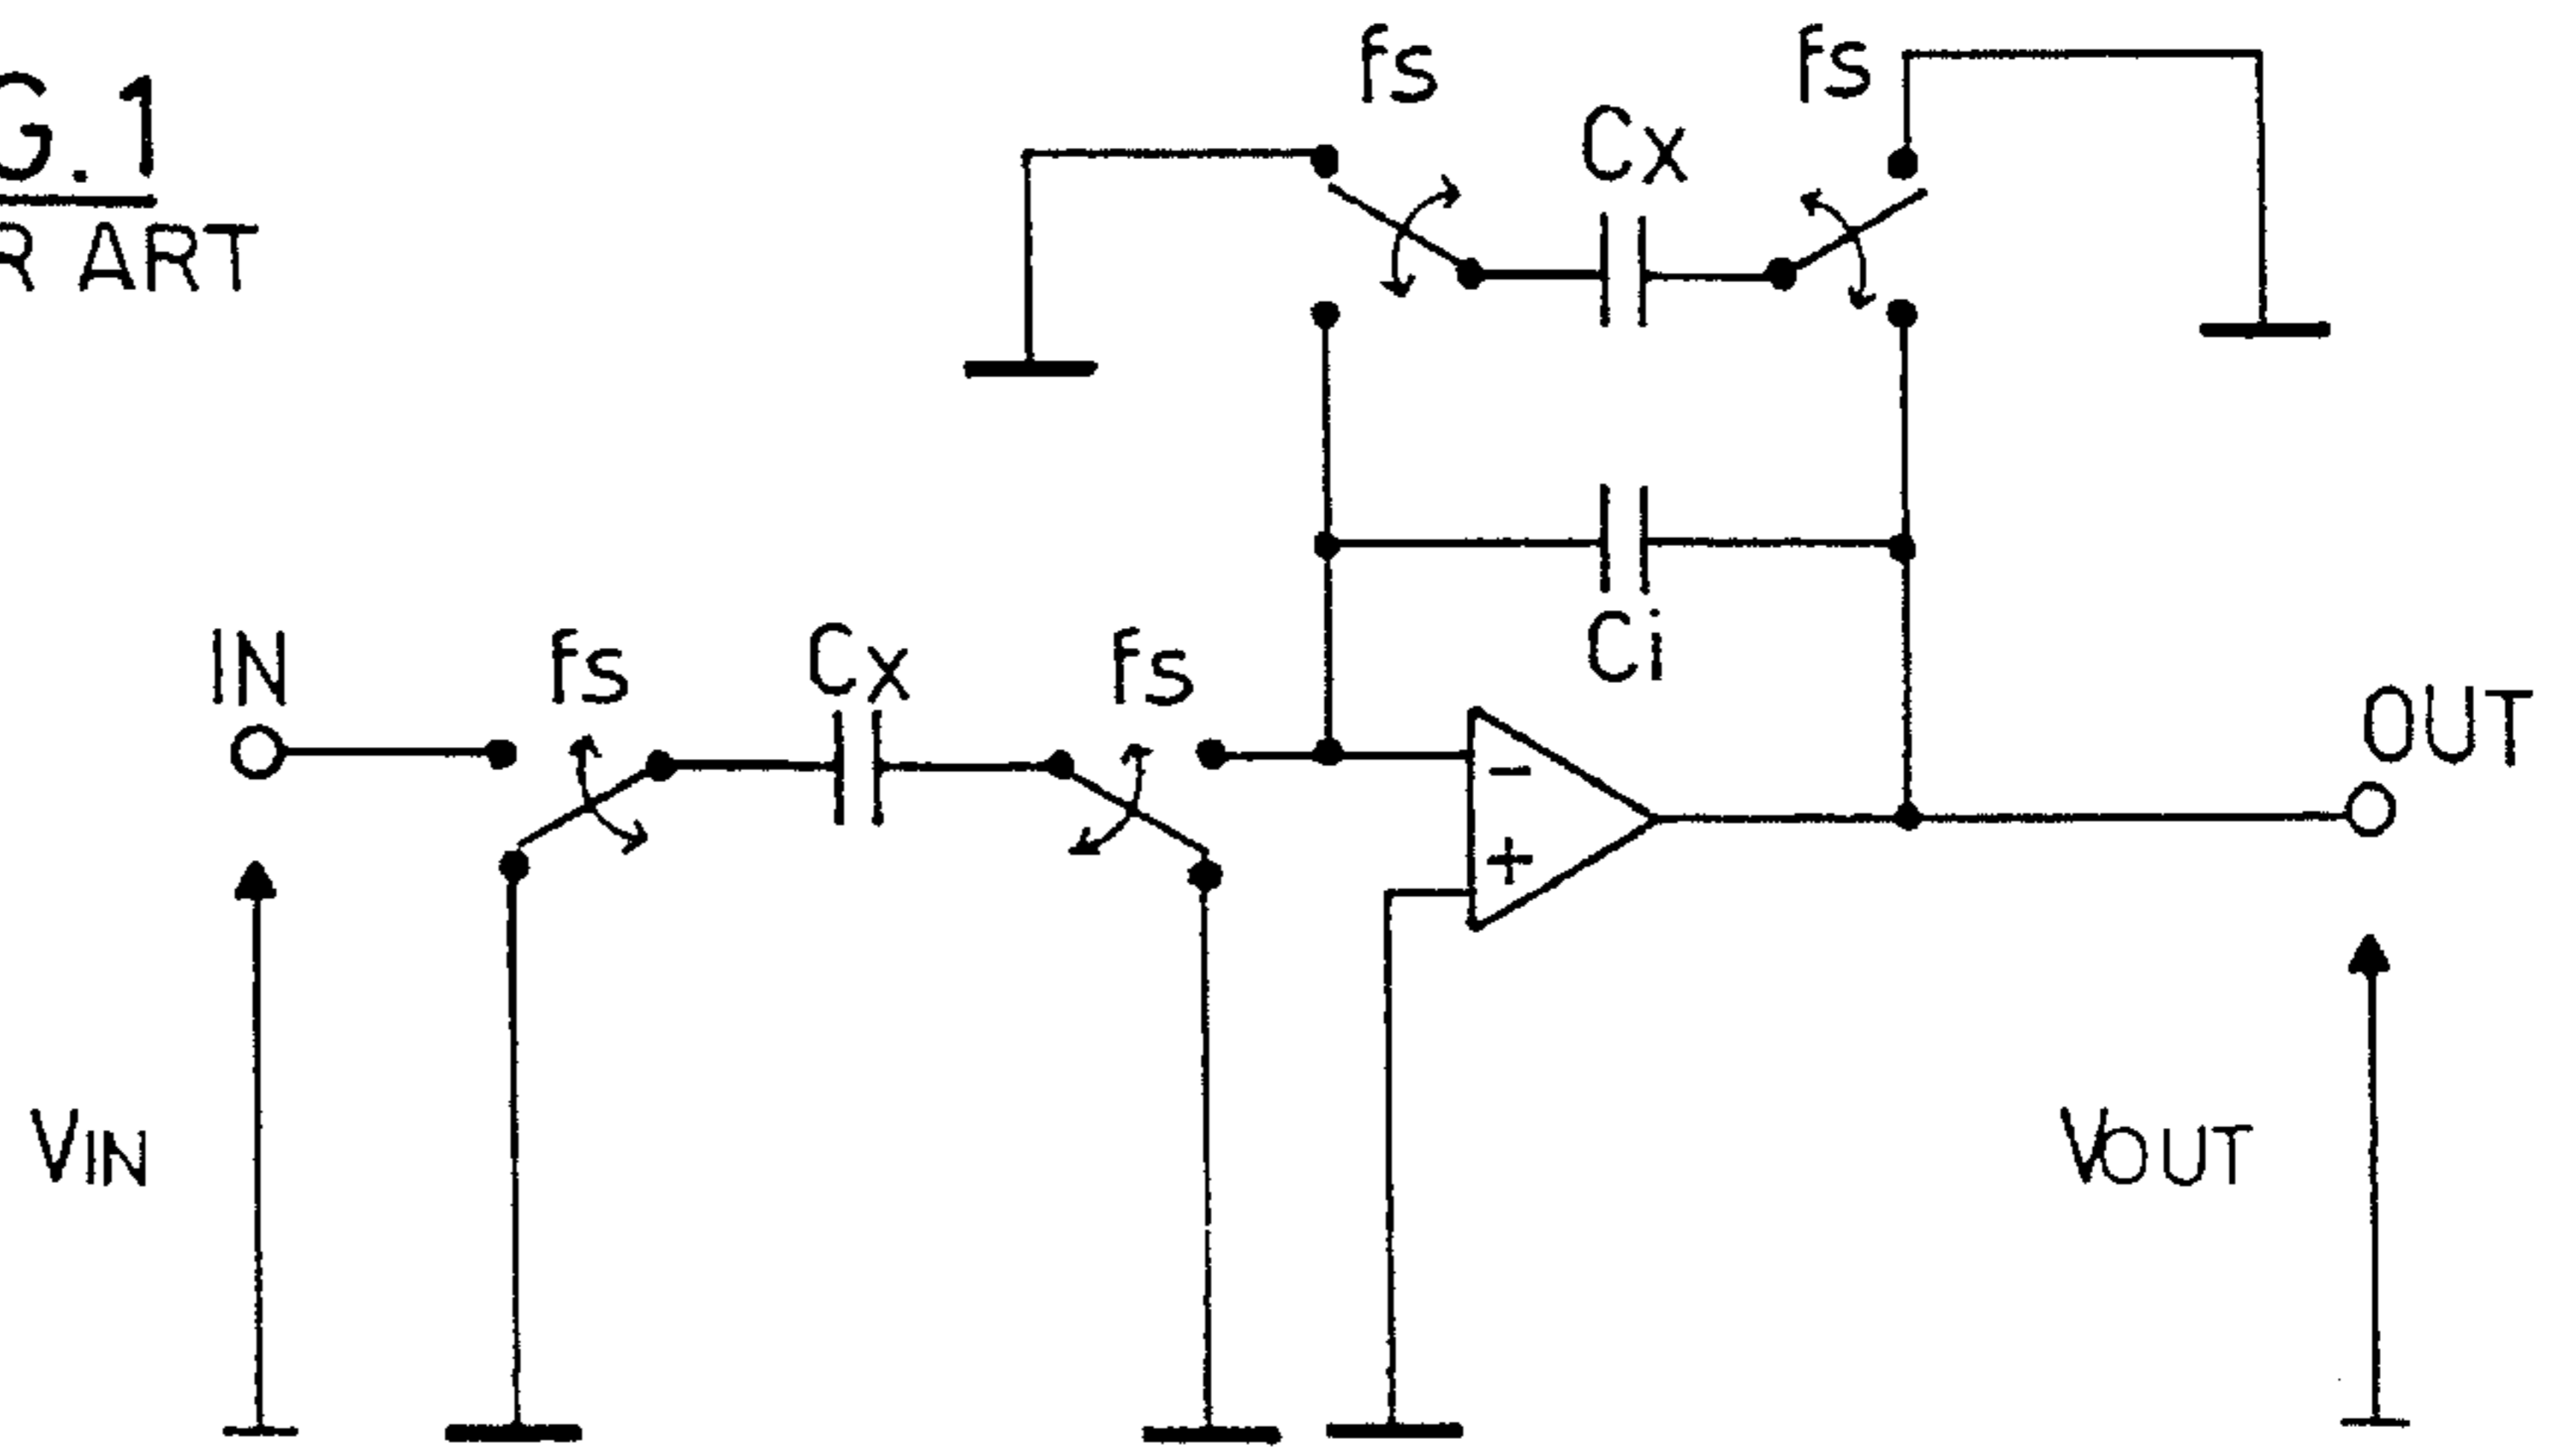 G.1
R ART
fs
fs
Cx
Ci
IN
fs
Cx
fs
OUT
−
+
VIN
VOUT